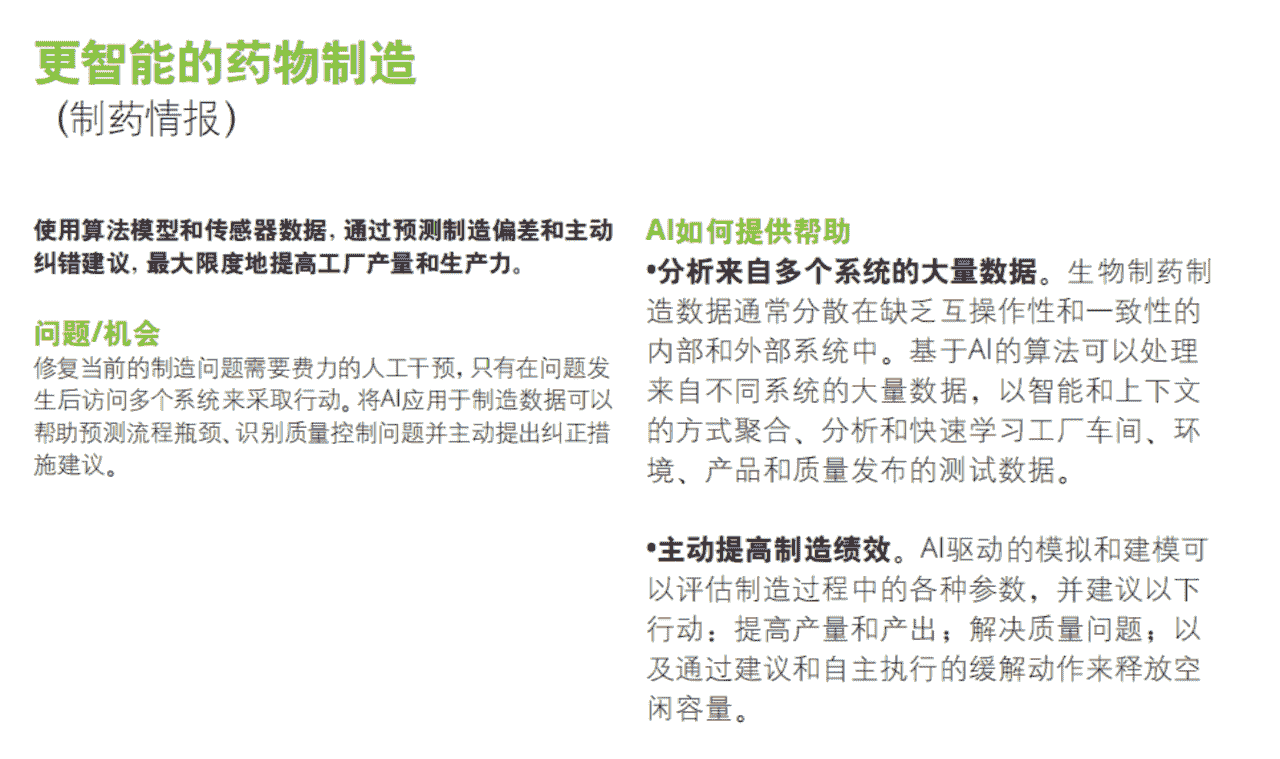 更智能的药物制造
(制药情报)
使用算法模型和传感器数据,通过预测制造偏差和主动
纠错建议,最大限度地提高工厂产量和生产力。
问题/机会
修复当前的制造问题需要费力的人工干预,只有在问题发
生后访问多个系统来采取行动。将AI应用于制造数据可以
帮助预测流程瓶颈、识别质量控制问题并主动提出纠正措
施建议。
AI如何提供帮助
•分析来自多个系统的大量数据。生物制药制
造数据通常分散在缺乏互操作性和一致性的
内部和外部系统中。基于AI的算法可以处理
来自不同系统的大量数据，以智能和上下文
的方式聚合、分析和快速学习工厂车间、环
境、产品和质量发布的测试数据。
•主动提高制造绩效。AI驱动的模拟和建模可
以评估制造过程中的各种参数，并建议以下
行动：提高产量和产出；解决质量问题；以
及通过建议和自主执行的缓解动作来释放空
闲容量。